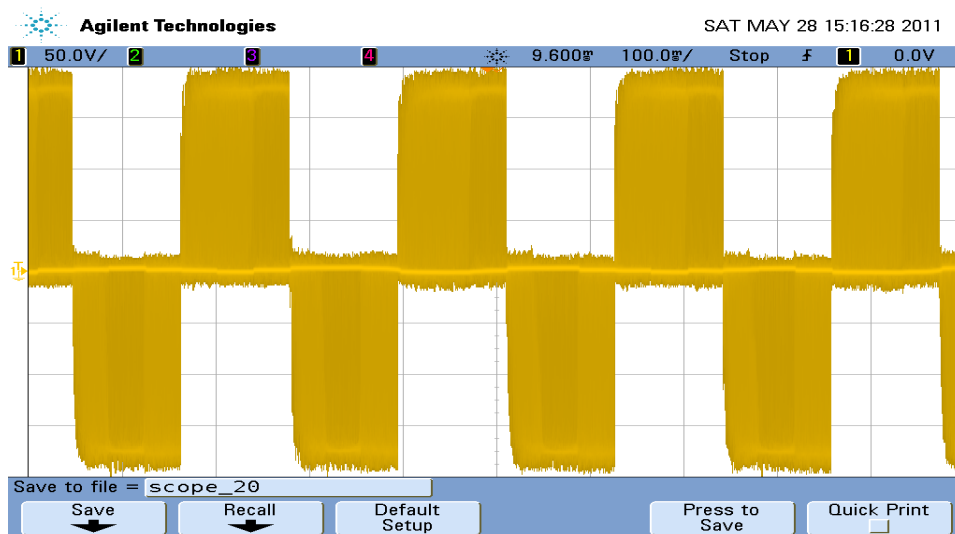 Agilent Technologies SAT MAY 28 15:16:28 2011
1 50.0V/ 2 3 4 9.600ms 100.0ms/ Stop 1 0.0V
Save to file = scope_20
Save Recall Default Setup Press to Save Quick Print